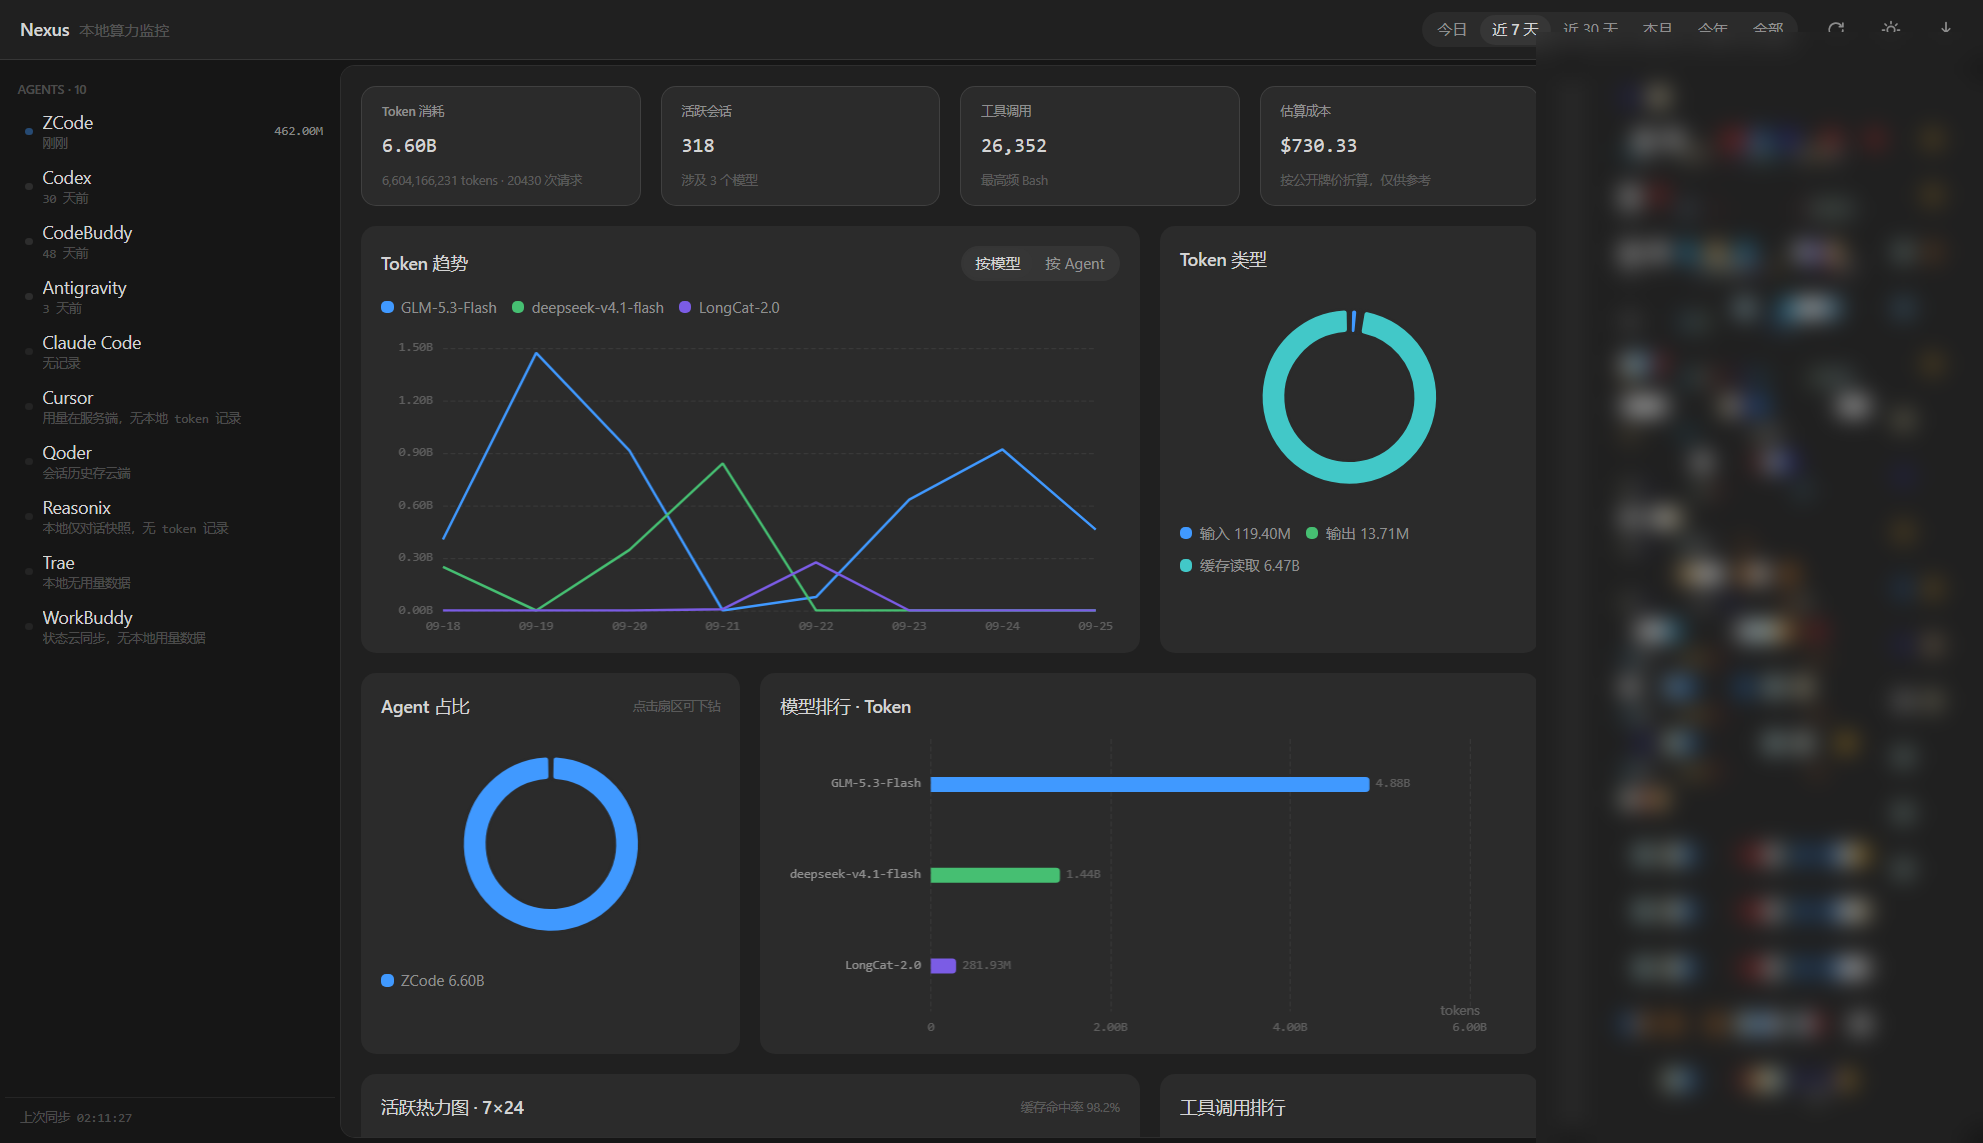 Nexus 本地算力监控
今日 近 7 天 近 30 天 本月 今年 全部
AGENTS · 10
ZCode
刚刚
462.00M
Codex
30 天前
CodeBuddy
48 天前
Antigravity
3 天前
Claude Code
无记录
Cursor
用量在服务端，无本地 token 记录
Qoder
会话历史存云端
Reasonix
本地仅对话快照，无 token 记录
Trae
本地无用量数据
WorkBuddy
状态云同步，无本地用量数据
上次同步 02:11:27
Token 消耗
6.60B
6,604,166,231 tokens · 20430 次请求
活跃会话
318
涉及 3 个模型
工具调用
26,352
最高频 Bash
估算成本
$730.33
按公开牌价折算，仅供参考
Token 趋势
按模型 按 Agent
GLM-5.3-Flash deepseek-v4.1-flash LongCat-2.0
1.50B
1.20B
0.90B
0.60B
0.30B
0.00B
09-18 09-19 09-20 09-21 09-22 09-23 09-24 09-25
Token 类型
输入 119.40M 输出 13.71M
缓存读取 6.47B
Agent 占比
点击扇区可下钻
ZCode 6.60B
模型排行 · Token
GLM-5.3-Flash 4.88B
deepseek-v4.1-flash 1.44B
LongCat-2.0 281.93M
tokens
0 2.00B 4.00B 6.00B
活跃热力图 · 7×24
缓存命中率 98.2%
工具调用排行